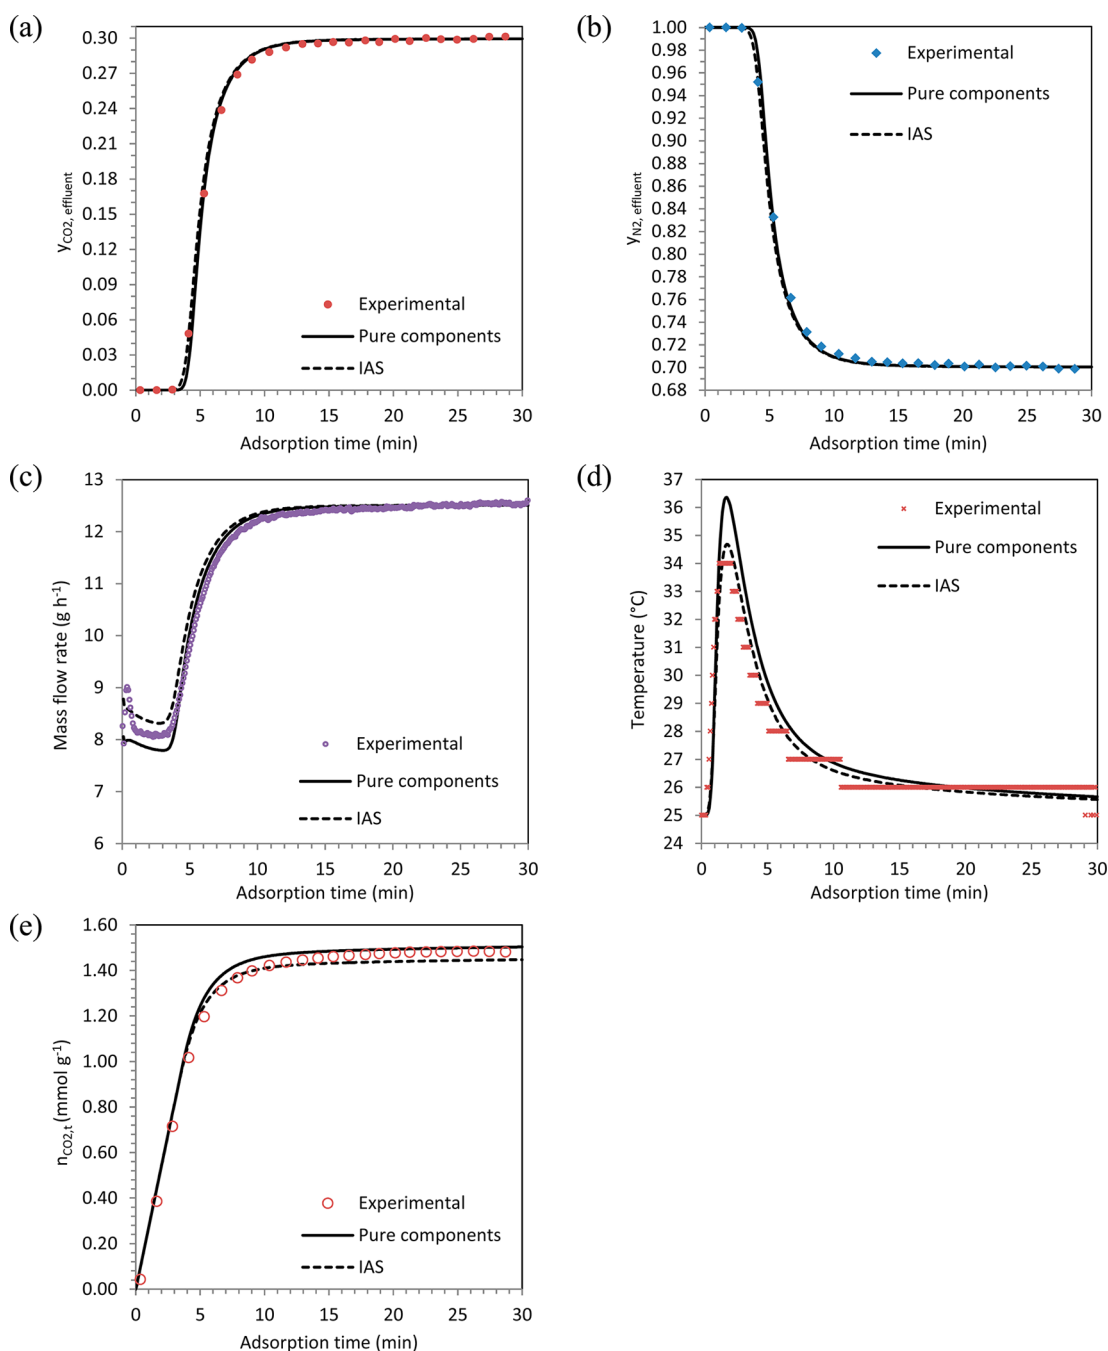 (a)
0.30
0.27
0.24
0.21
0.18
0.15
0.12
0.09
0.06
0.03
0.00
y_CO2, effluent
Experimental
Pure components
IAS
0 5 10 15 20 25 30
Adsorption time (min)
(b)
1.00
0.98
0.96
0.94
0.92
0.90
0.88
0.86
0.84
0.82
0.80
0.78
0.76
0.74
0.72
0.70
0.68
y_N2, effluent
Experimental
Pure components
IAS
0 5 10 15 20 25 30
Adsorption time (min)
(c)
13
12
11
10
9
8
7
6
Mass flow rate (g h⁻¹)
Experimental
Pure components
IAS
0 5 10 15 20 25 30
Adsorption time (min)
(d)
37
36
35
34
33
32
31
30
29
28
27
26
25
24
Temperature (°C)
Experimental
Pure components
IAS
0 5 10 15 20 25 30
Adsorption time (min)
(e)
1.60
1.40
1.20
1.00
0.80
0.60
0.40
0.20
0.00
n_CO2,t (mmol g⁻¹)
Experimental
Pure components
IAS
0 5 10 15 20 25 30
Adsorption time (min)